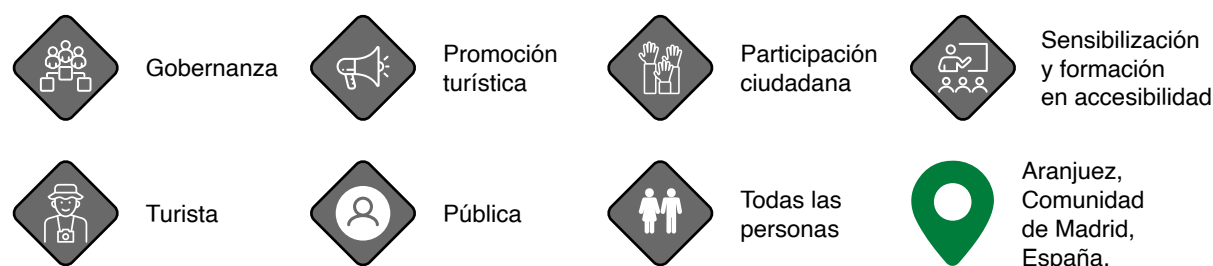 Gobernanza
Promoción
turística
Participación
ciudadana
Sensibilización
y formación
en accesibilidad
Turista
Pública
Todas las
personas
Aranjuez,
Comunidad
de Madrid,
España.